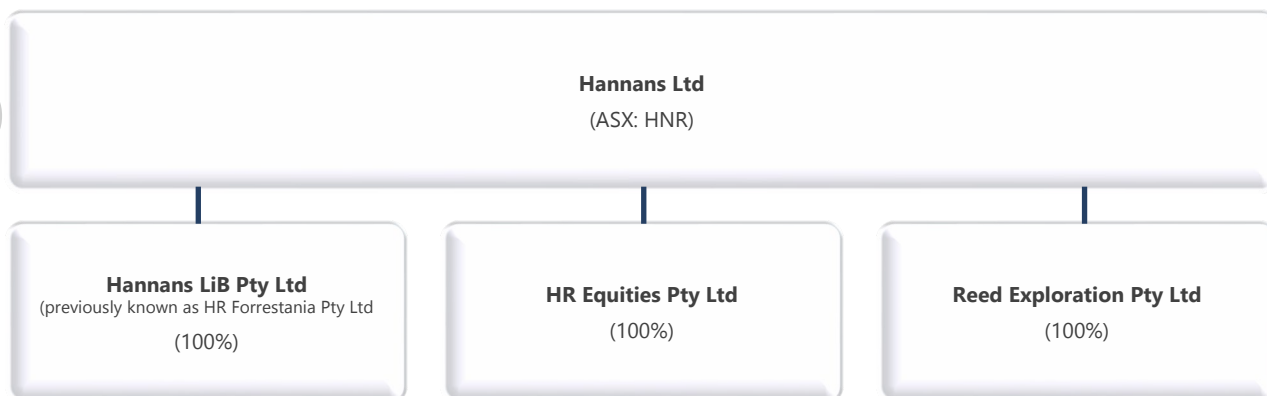 Hannans Ltd
(ASX: HNR)
Hannans LiB Pty Ltd
(previously known as HR Forrestania Pty Ltd
(100%)
HR Equities Pty Ltd
(100%)
Reed Exploration Pty Ltd
(100%)